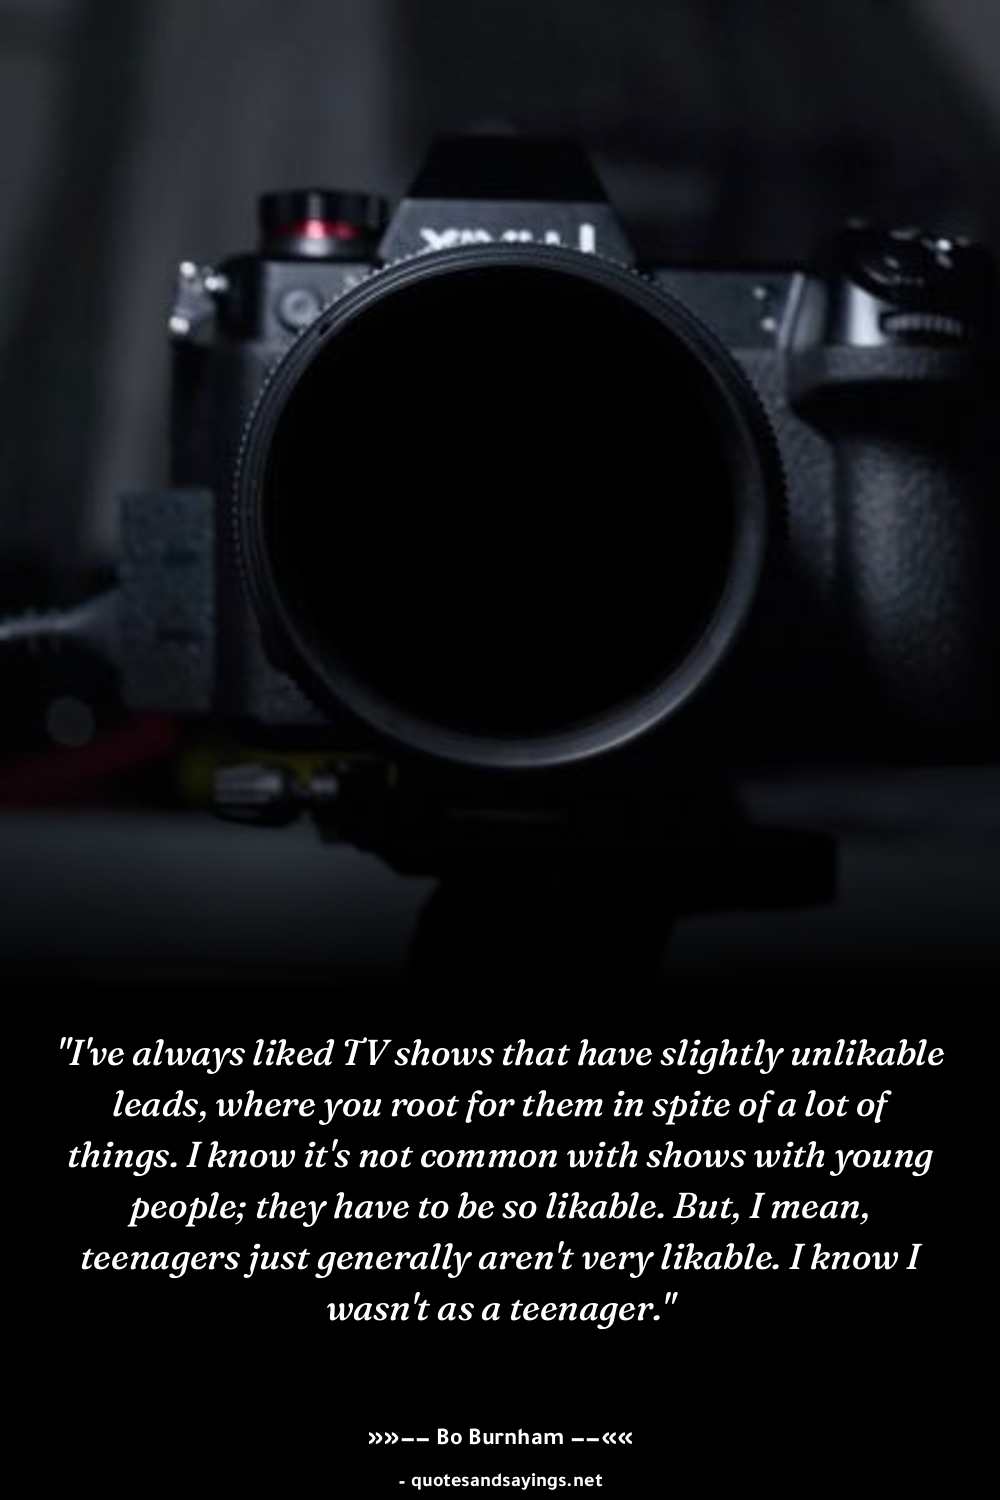 "I've always liked TV shows that have slightly unlikable
leads, where you root for them in spite of a lot of
things. I know it's not common with shows with young
people; they have to be so likable. But, I mean,
teenagers just generally aren't very likable. I know I
wasn't as a teenager."
»»–– Bo Burnham ––««
- quotesandsayings.net